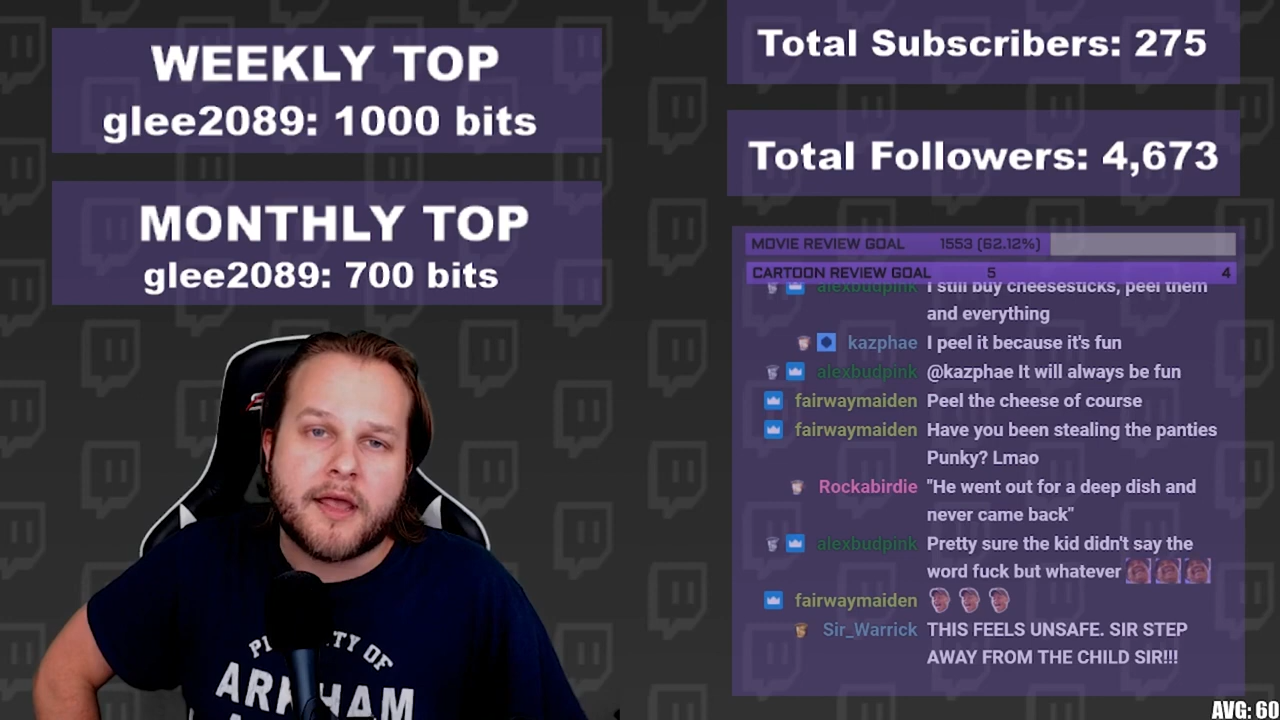 WEEKLY TOP
glee2089: 1000 bits
MONTHLY TOP
glee2089: 700 bits
Total Subscribers: 275
Total Followers: 4,673
MOVIE REVIEW GOAL 1553 (62.12%)
CARTOON REVIEW GOAL 5 4
alexbudpink I still buy cheesesticks, peel them
and everything
kazphae I peel it because it's fun
alexbudpink @kazphae It will always be fun
fairwaymaiden Peel the cheese of course
fairwaymaiden Have you been stealing the panties
Punky? Lmao
Rockabirdie "He went out for a deep dish and
never came back"
alexbudpink Pretty sure the kid didn't say the
word fuck but whatever
fairwaymaiden
Sir_Warrick THIS FEELS UNSAFE. SIR STEP
AWAY FROM THE CHILD SIR!!!
OF
ARKHAM
AVG: 60